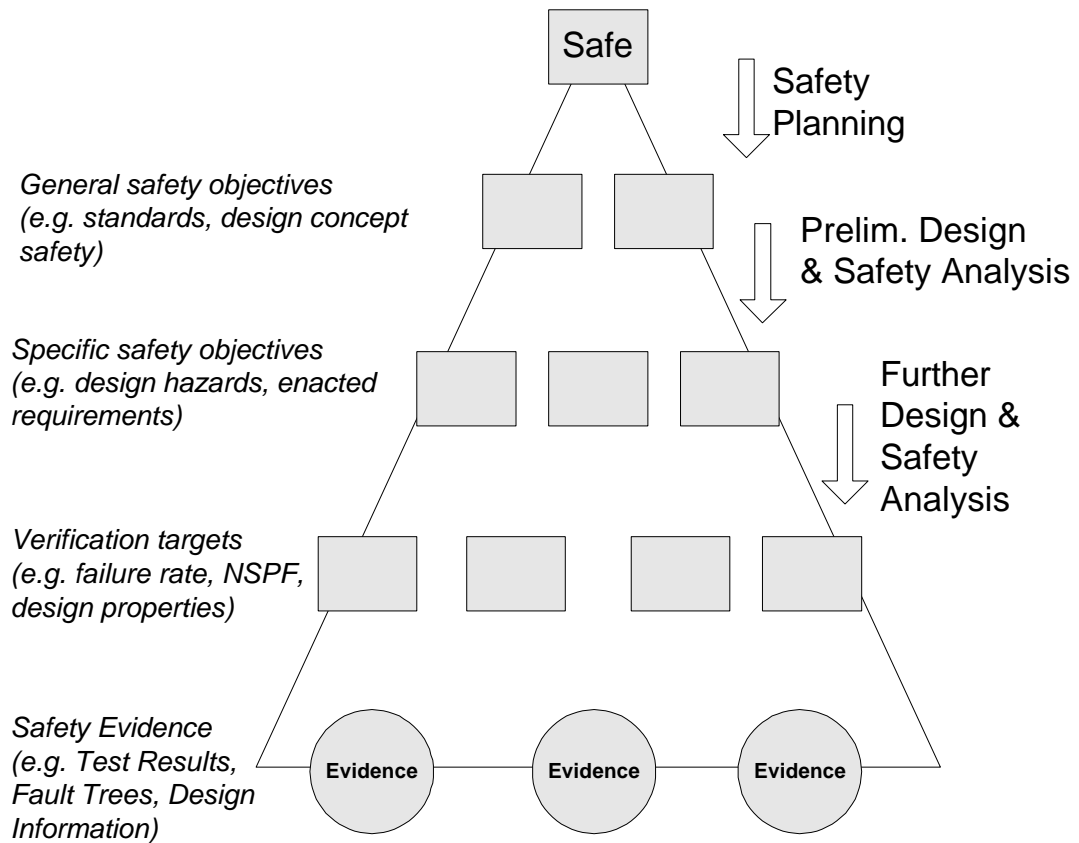 Safe
Safety
Planning
General safety objectives
(e.g. standards, design concept
safety)
Prelim. Design
& Safety Analysis
Specific safety objectives
(e.g. design hazards, enacted
requirements)
Further
Design &
Safety
Analysis
Verification targets
(e.g. failure rate, NSPF,
design properties)
Safety Evidence
(e.g. Test Results,
Fault Trees, Design
Information)
Evidence
Evidence
Evidence